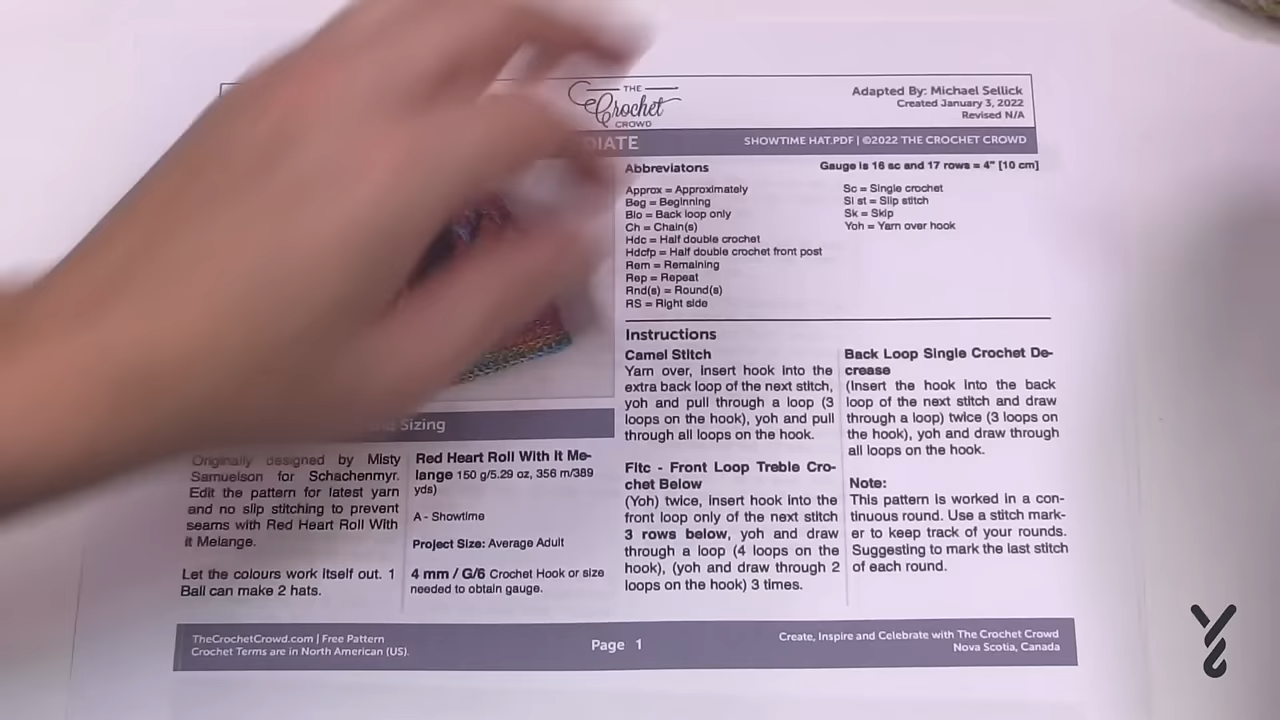 THE
Crochet
CROWD
Adapted By: Michael Sellick
Created January 3, 2022
Revised N/A
SHOWTIME HAT.PDF | ©2022 THE CROCHET CROWD
Abbreviatons
Approx = Approximately
Beg = Beginning
Blo = Back loop only
Ch = Chain(s)
Hdc = Half double crochet
Hdcfp = Half double crochet front post
Rem = Remaining
Rep = Repeat
Rnd(s) = Round(s)
RS = Right side
Gauge is 16 sc and 17 rows = 4" [10 cm]
Sc = Single crochet
Sl st = Slip stitch
Sk = Skip
Yoh = Yarn over hook
Instructions
Camel Stitch
Yarn over, insert hook into the
extra back loop of the next stitch,
yoh and pull through a loop (3
loops on the hook), yoh and pull
through all loops on the hook.
Fltc - Front Loop Treble Cro-
chet Below
(Yoh) twice, insert hook into the
front loop only of the next stitch
3 rows below, yoh and draw
through a loop (4 loops on the
hook), (yoh and draw through 2
loops on the hook) 3 times.
Back Loop Single Crochet De-
crease
(Insert the hook into the back
loop of the next stitch and draw
through a loop) twice (3 loops on
the hook), yoh and draw through
all loops on the hook.
Note:
This pattern is worked in a con-
tinuous round. Use a stitch mark-
er to keep track of your rounds.
Suggesting to mark the last stitch
of each round.
Sizing
Originally designed by Misty
Samuelson for Schachenmyr.
Edit the pattern for latest yarn
and no slip stitching to prevent
seams with Red Heart Roll With
it Melange.
Let the colours work itself out. 1
Ball can make 2 hats.
Red Heart Roll With It Me-
lange 150 g/5.29 oz, 356 m/389
yds)
A - Showtime
Project Size: Average Adult
4 mm / G/6 Crochet Hook or size
needed to obtain gauge.
TheCrochetCrowd.com | Free Pattern
Crochet Terms are in North American (US).
Page 1
Create, Inspire and Celebrate with The Crochet Crowd
Nova Scotia, Canada